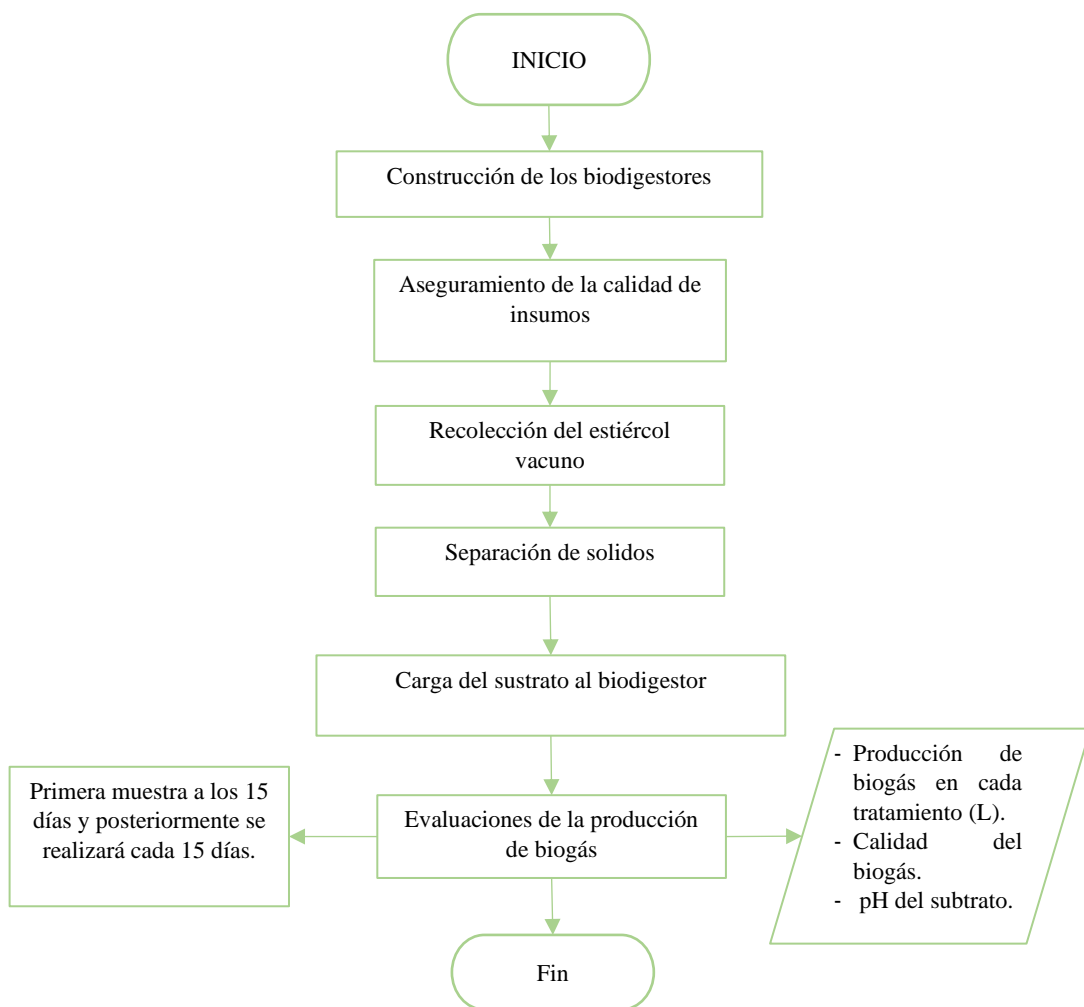 INICIO
Construcción de los biodigestores
Aseguramiento de la calidad de
insumos
Recolección del estiércol
vacuno
Separación de solidos
Carga del sustrato al biodigestor
Primera muestra a los 15
días y posteriormente se
realizará cada 15 días.
Evaluaciones de la producción
de biogás
- Producción de
biogás en cada
tratamiento (L).
- Calidad del
biogás.
- pH del subtrato.
Fin